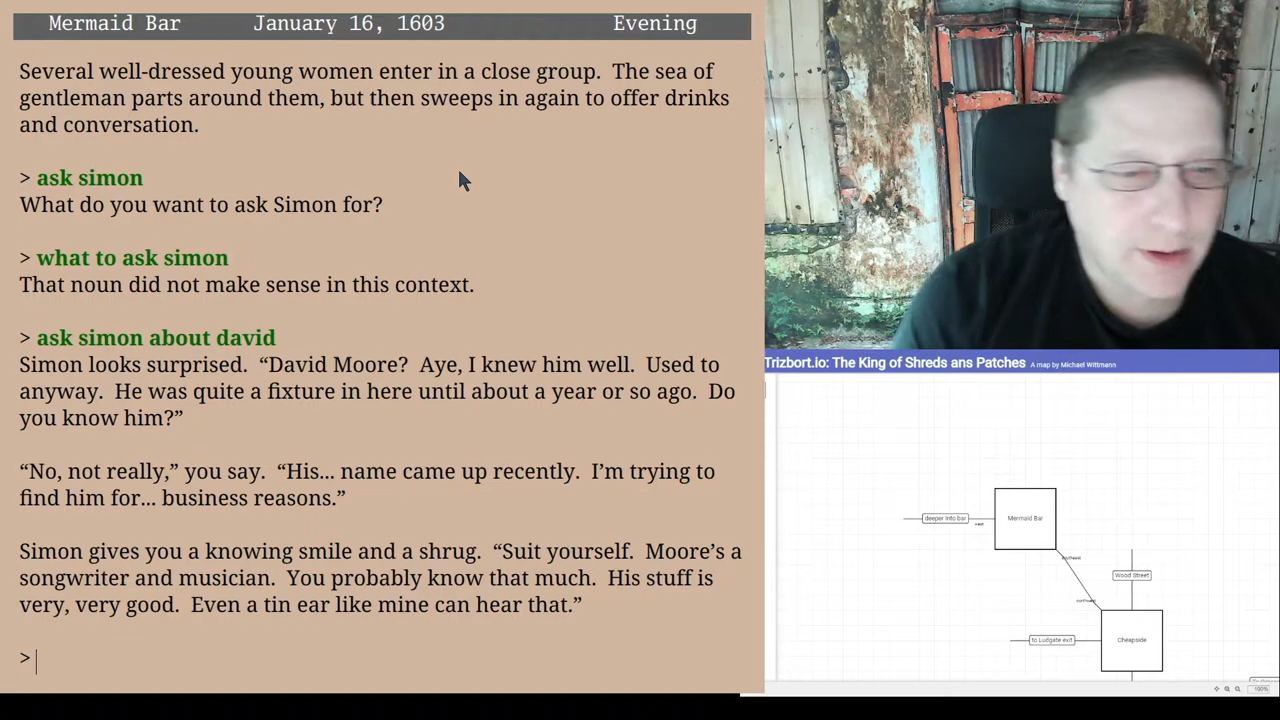 Mermaid Bar January 16, 1603 Evening
Several well-dressed young women enter in a close group. The sea of
gentleman parts around them, but then sweeps in again to offer drinks
and conversation.
> ask simon
What do you want to ask Simon for?
> what to ask simon
That noun did not make sense in this context.
> ask simon about david
Simon looks surprised. “David Moore? Aye, I knew him well. Used to
anyway. He was quite a fixture in here until about a year or so ago. Do
you know him?”
“No, not really,” you say. “His... name came up recently. I’m trying to
find him for... business reasons.”
Simon gives you a knowing smile and a shrug. “Suit yourself. Moore’s a
songwriter and musician. You probably know that much. His stuff is
very, very good. Even a tin ear like mine can hear that.”
>
Trizbort.io: The King of Shreds ans Patches A map by Michael Wittmann
deeper into bar
west
Mermaid Bar
southeast
Wood Street
northwest
to Ludgate exit
Cheapside
100%